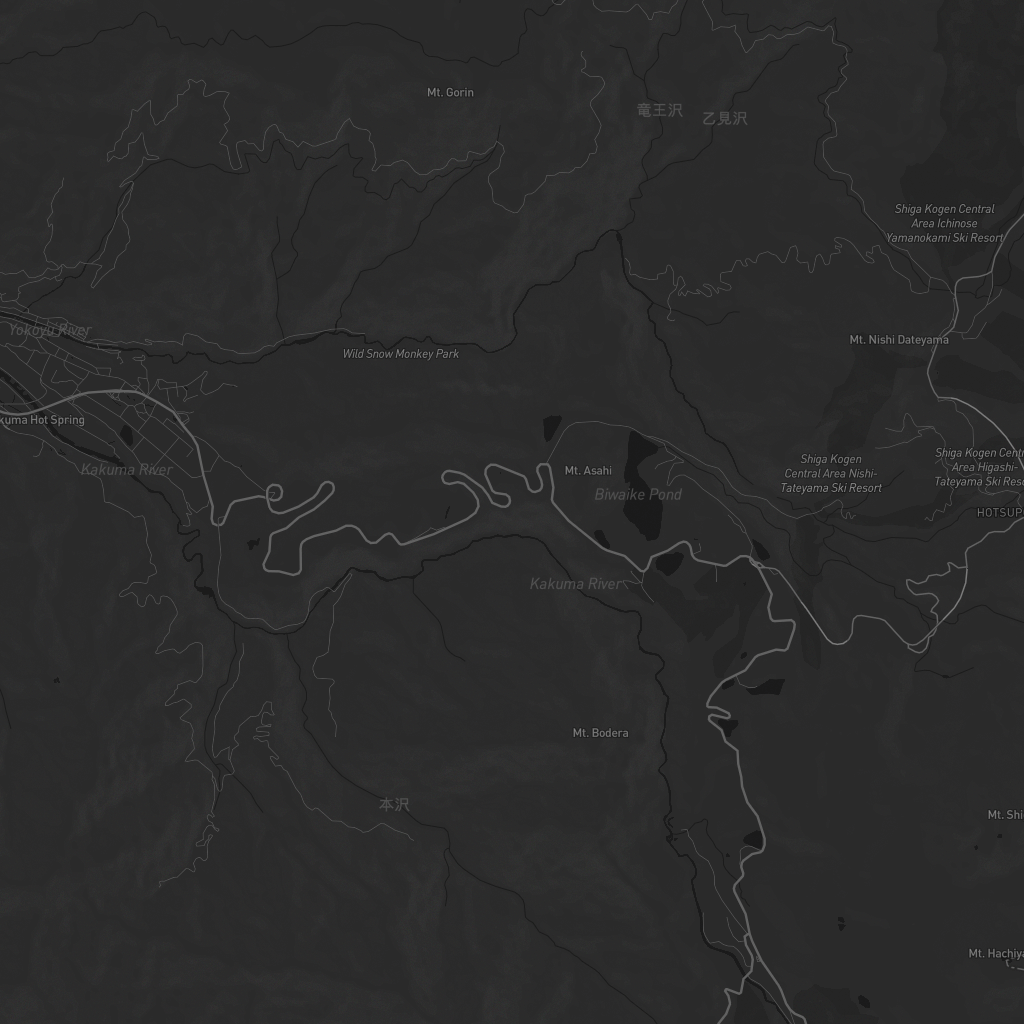 Mt. Gorin
竜王沢
乙見沢
Shiga Kogen Central
Area Ichinose
Yamanokami Ski Resort
Yokoyu River
Mt. Nishi Dateyama
Wild Snow Monkey Park
kuma Hot Spring
Kakuma River
Mt. Asahi
Biwaike Pond
Shiga Kogen
Central Area Nishi-
Tateyama Ski Resort
Shiga Kogen Centr
Area Higashi-
Tateyama Ski Reso
HOTSUP
Kakuma River
Mt. Bodera
本沢
Mt. Shi
Mt. Hachiya